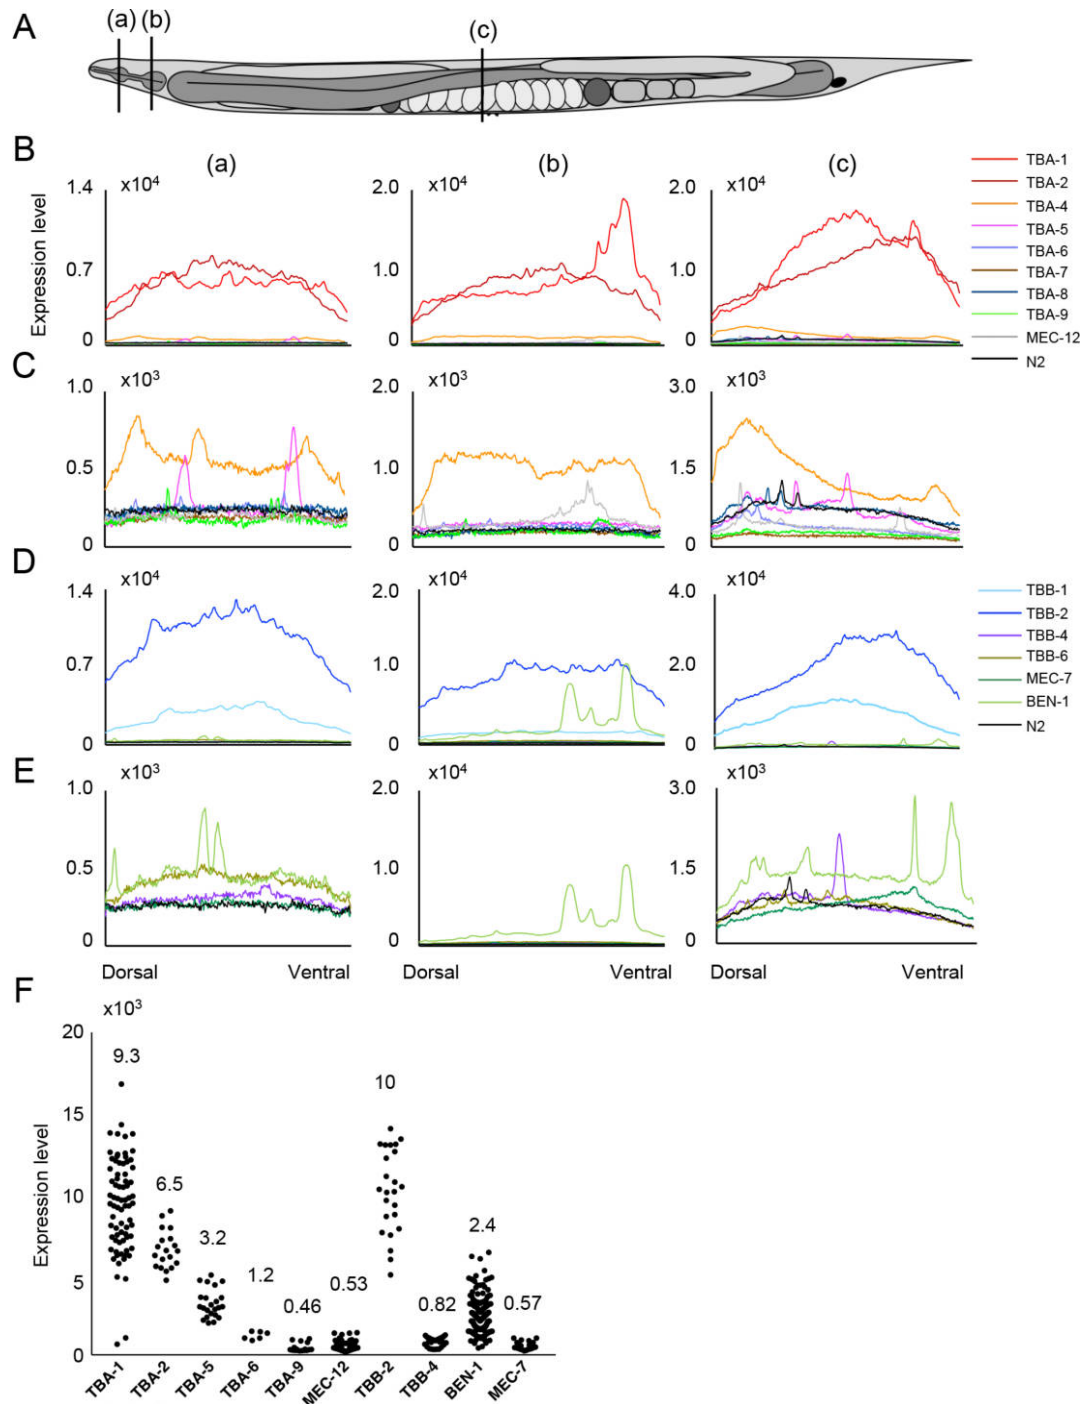 A
(a)
(b)
(c)
B
(a)
(b)
(c)
Expression level
x10⁴
1.4
0.7
0
x10⁴
2.0
1.0
0
x10⁴
2.0
1.0
0
TBA-1
TBA-2
TBA-4
TBA-5
TBA-6
TBA-7
TBA-8
TBA-9
MEC-12
N2
C
x10³
1.0
0.5
0
x10³
2.0
1.0
0
x10³
3.0
1.5
0
D
x10⁴
1.4
0.7
0
x10⁴
2.0
1.0
0
x10⁴
4.0
2.0
0
TBB-1
TBB-2
TBB-4
TBB-6
MEC-7
BEN-1
N2
E
x10³
1.0
0.5
0
x10⁴
2.0
1.0
0
x10³
3.0
1.5
0
Dorsal
Ventral
Dorsal
Ventral
Dorsal
Ventral
F
x10³
Expression level
20
15
10
5
0
9.3
6.5
3.2
1.2
0.46
0.53
10
0.82
2.4
0.57
TBA-1
TBA-2
TBA-5
TBA-6
TBA-9
MEC-12
TBB-2
TBB-4
BEN-1
MEC-7